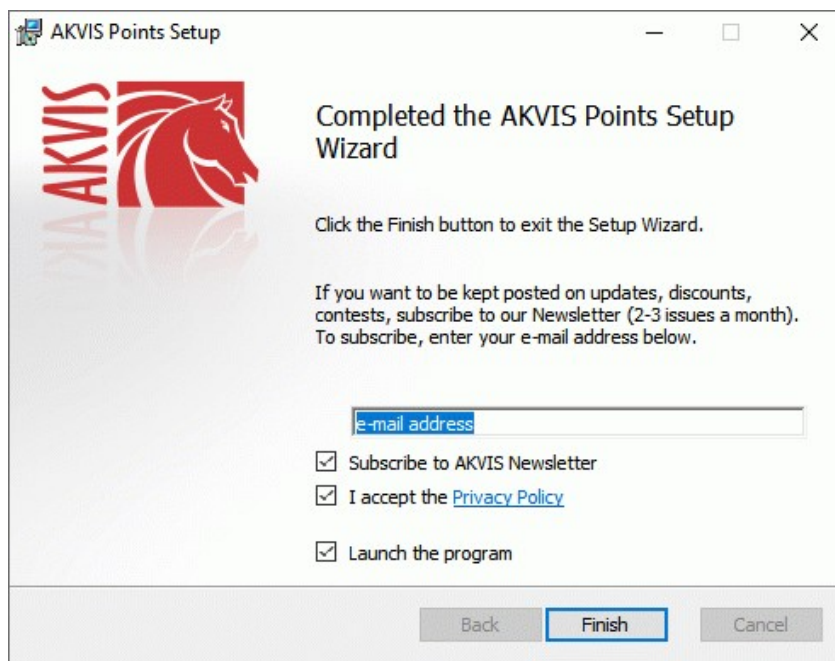 AKVIS Points Setup
AKVIS
Completed the AKVIS Points Setup
Wizard
Click the Finish button to exit the Setup Wizard.
If you want to be kept posted on updates, discounts,
contests, subscribe to our Newsletter (2-3 issues a month).
To subscribe, enter your e-mail address below.
e-mail address
Subscribe to AKVIS Newsletter
I accept the Privacy Policy
Launch the program
Back
Finish
Cancel